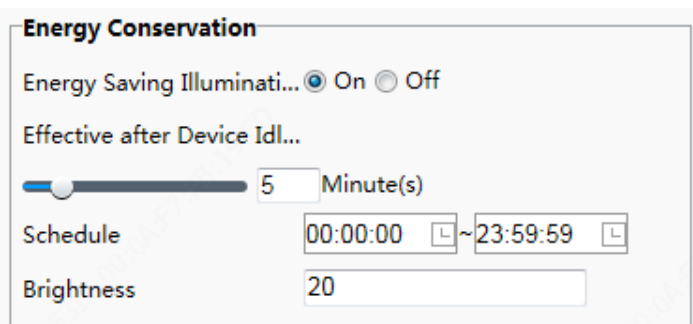 Energy Conservation
Energy Saving Illuminati... On Off
Effective after Device Idl...
5 Minute(s)
Schedule 00:00:00 ~ 23:59:59
Brightness 20